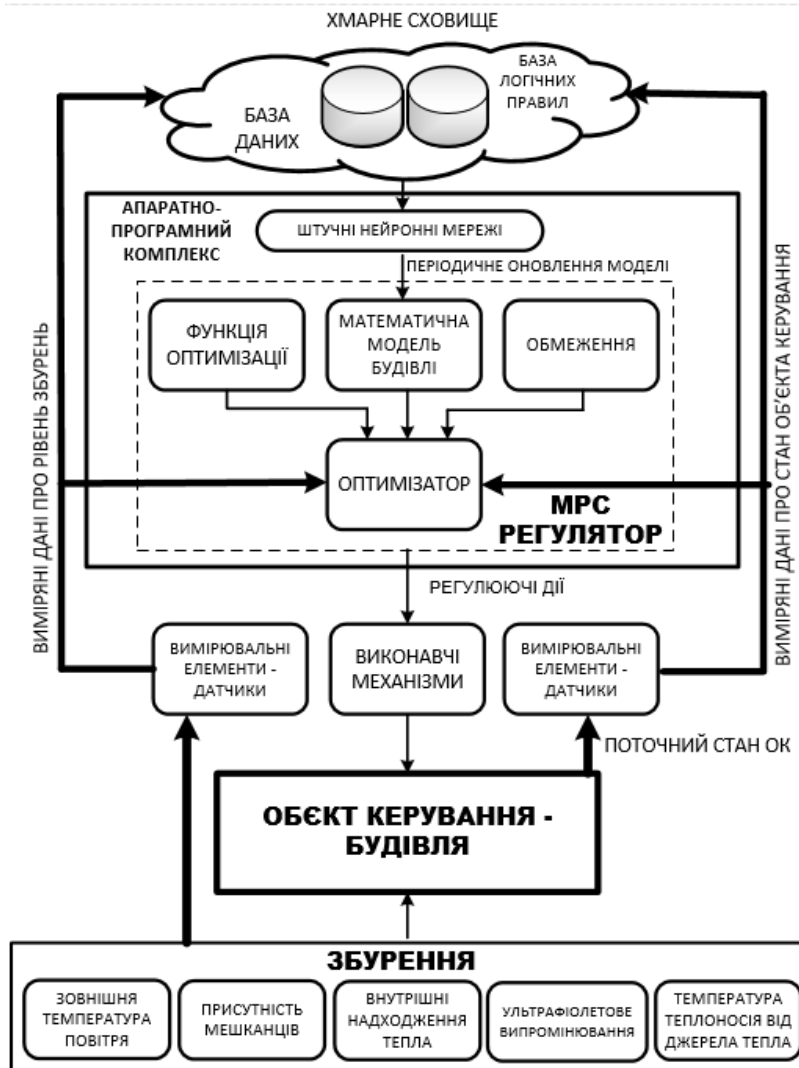 ХМАРНЕ СХОВИЩЕ
БАЗА
ДАНИХ
БАЗА
ЛОГІЧНИХ
ПРАВИЛ
АПАРАТНО-
ПРОГРАМНИЙ
КОМПЛЕКС
ШТУЧНІ НЕЙРОННІ МЕРЕЖІ
ПЕРІОДИЧНЕ ОНОВЛЕННЯ МОДЕЛІ
ФУНКЦІЯ
ОПТИМІЗАЦІЇ
МАТЕМАТИЧНА
МОДЕЛЬ
БУДІВЛІ
ОБМЕЖЕННЯ
ОПТИМІЗАТОР
МРС
РЕГУЛЯТОР
ВИМІРЯНІ ДАНІ ПРО РІВЕНЬ ЗБУРЕНЬ
ВИМІРЯНІ ДАНІ ПРО СТАН ОБ'ЄКТА КЕРУВАННЯ
РЕГУЛЮЮЧІ ДІЇ
ВИМІРЮВАЛЬНІ
ЕЛЕМЕНТИ -
ДАТЧИКИ
ВИКОНАВЧІ
МЕХАНІЗМИ
ВИМІРЮВАЛЬНІ
ЕЛЕМЕНТИ -
ДАТЧИКИ
ПОТОЧНИЙ СТАН ОК
ОБЄКТ КЕРУВАННЯ -
БУДІВЛЯ
ЗБУРЕННЯ
ЗОВНІШНЯ
ТЕМПЕРАТУРА
ПОВІТРЯ
ПРИСУТНІСТЬ
МЕШКАНЦІВ
ВНУТРІШНІ
НАДХОДЖЕННЯ
ТЕПЛА
УЛЬТРАФІОЛЕТОВЕ
ВИПРОМІНЮВАННЯ
ТЕМПЕРАТУРА
ТЕПЛОНОСІЯ ВІД
ДЖЕРЕЛА ТЕПЛА